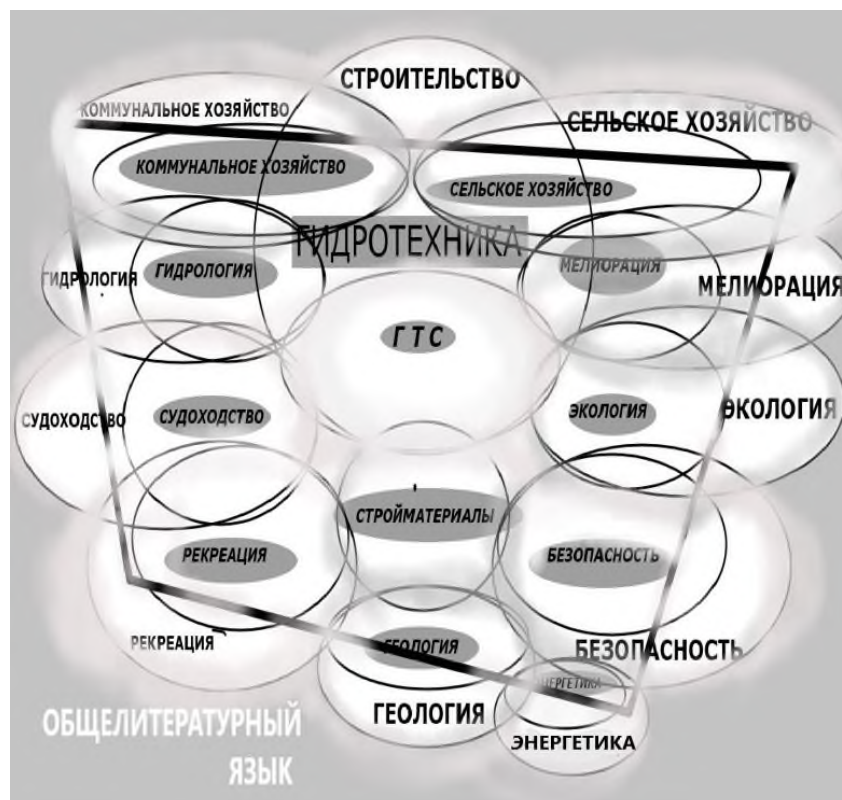 СТРОИТЕЛЬСТВО
КОММУНАЛЬНОЕ ХОЗЯЙСТВО
СЕЛЬСКОЕ ХОЗЯЙСТВО
КОММУНАЛЬНОЕ ХОЗЯЙСТВО
СЕЛЬСКОЕ ХОЗЯЙСТВО
ГИДРОТЕХНИКА
ГИДРОЛОГИЯ
ГИДРОЛОГИЯ
МЕЛИОРАЦИЯ
МЕЛИОРАЦИЯ
ГТС
СУДОХОДСТВО
СУДОХОДСТВО
ЭКОЛОГИЯ
ЭКОЛОГИЯ
СТРОЙМАТЕРИАЛЫ
РЕКРЕАЦИЯ
БЕЗОПАСНОСТЬ
РЕКРЕАЦИЯ
ГЕОЛОГИЯ
БЕЗОПАСНОСТЬ
ЭНЕРГЕТИКА
ГЕОЛОГИЯ
ЭНЕРГЕТИКА
ОБЩЕЛИТЕРАТУРНЫЙ
ЯЗЫК